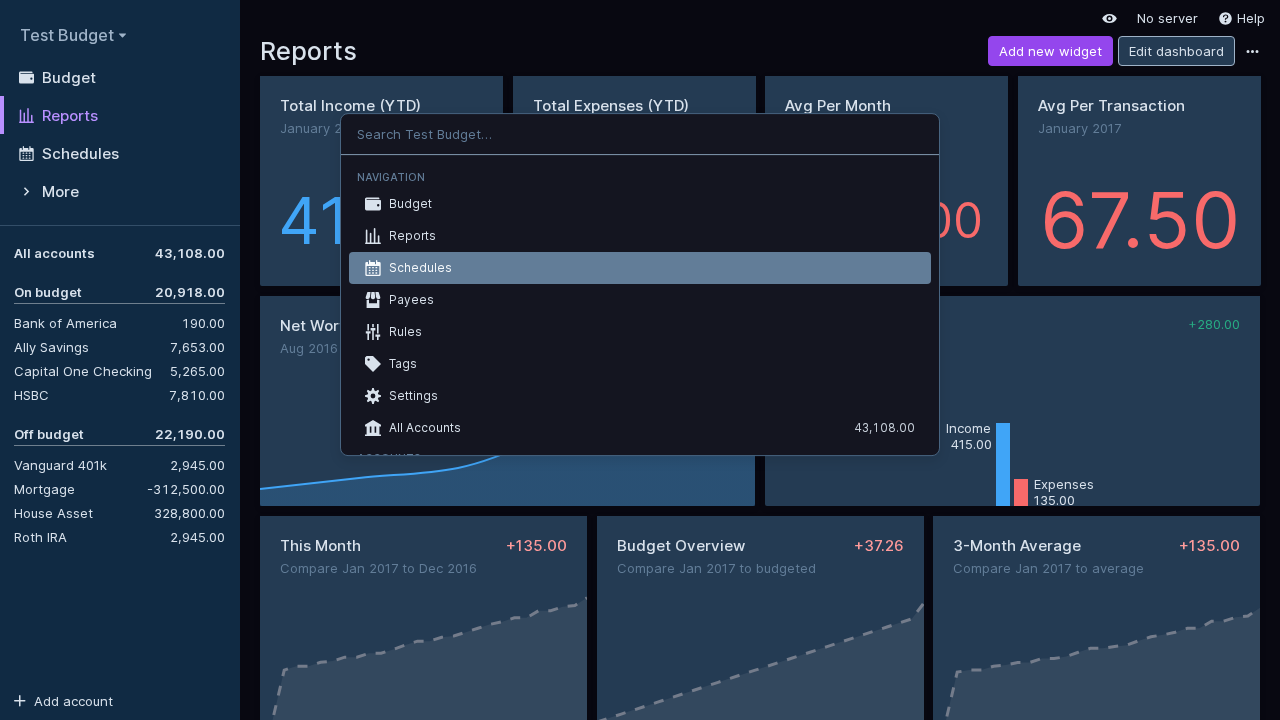 Test Budget
Budget
Reports
Schedules
More
All accounts 43,108.00
On budget 20,918.00
Bank of America 190.00
Ally Savings 7,653.00
Capital One Checking 5,265.00
HSBC 7,810.00
Off budget 22,190.00
Vanguard 401k 2,945.00
Mortgage -312,500.00
House Asset 328,800.00
Roth IRA 2,945.00
Add account
No server
Help
Reports
Add new widget
Edit dashboard
Total Income (YTD)
Total Expenses (YTD)
Avg Per Month
Avg Per Transaction
January 2017
67.50
Search Test Budget...
NAVIGATION
Budget
Reports
Schedules
Payees
Rules
Tags
Settings
All Accounts 43,108.00
Aug 2016
+280.00
Income
415.00
Expenses
135.00
This Month +135.00
Compare Jan 2017 to Dec 2016
Budget Overview +37.26
Compare Jan 2017 to budgeted
3-Month Average +135.00
Compare Jan 2017 to average